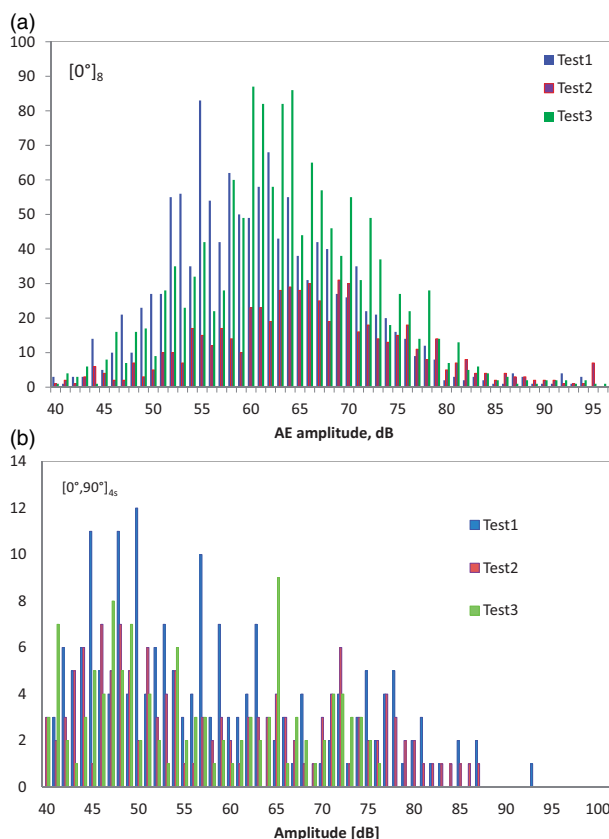 (a)
[0°]₈
Test1
Test2
Test3
100
90
80
70
60
50
40
30
20
10
0
40 45 50 55 60 65 70 75 80 85 90 95
AE amplitude, dB
(b)
[0°,90°]₄ₛ
Test1
Test2
Test3
14
12
10
8
6
4
2
0
40 45 50 55 60 65 70 75 80 85 90 95 100
Amplitude [dB]